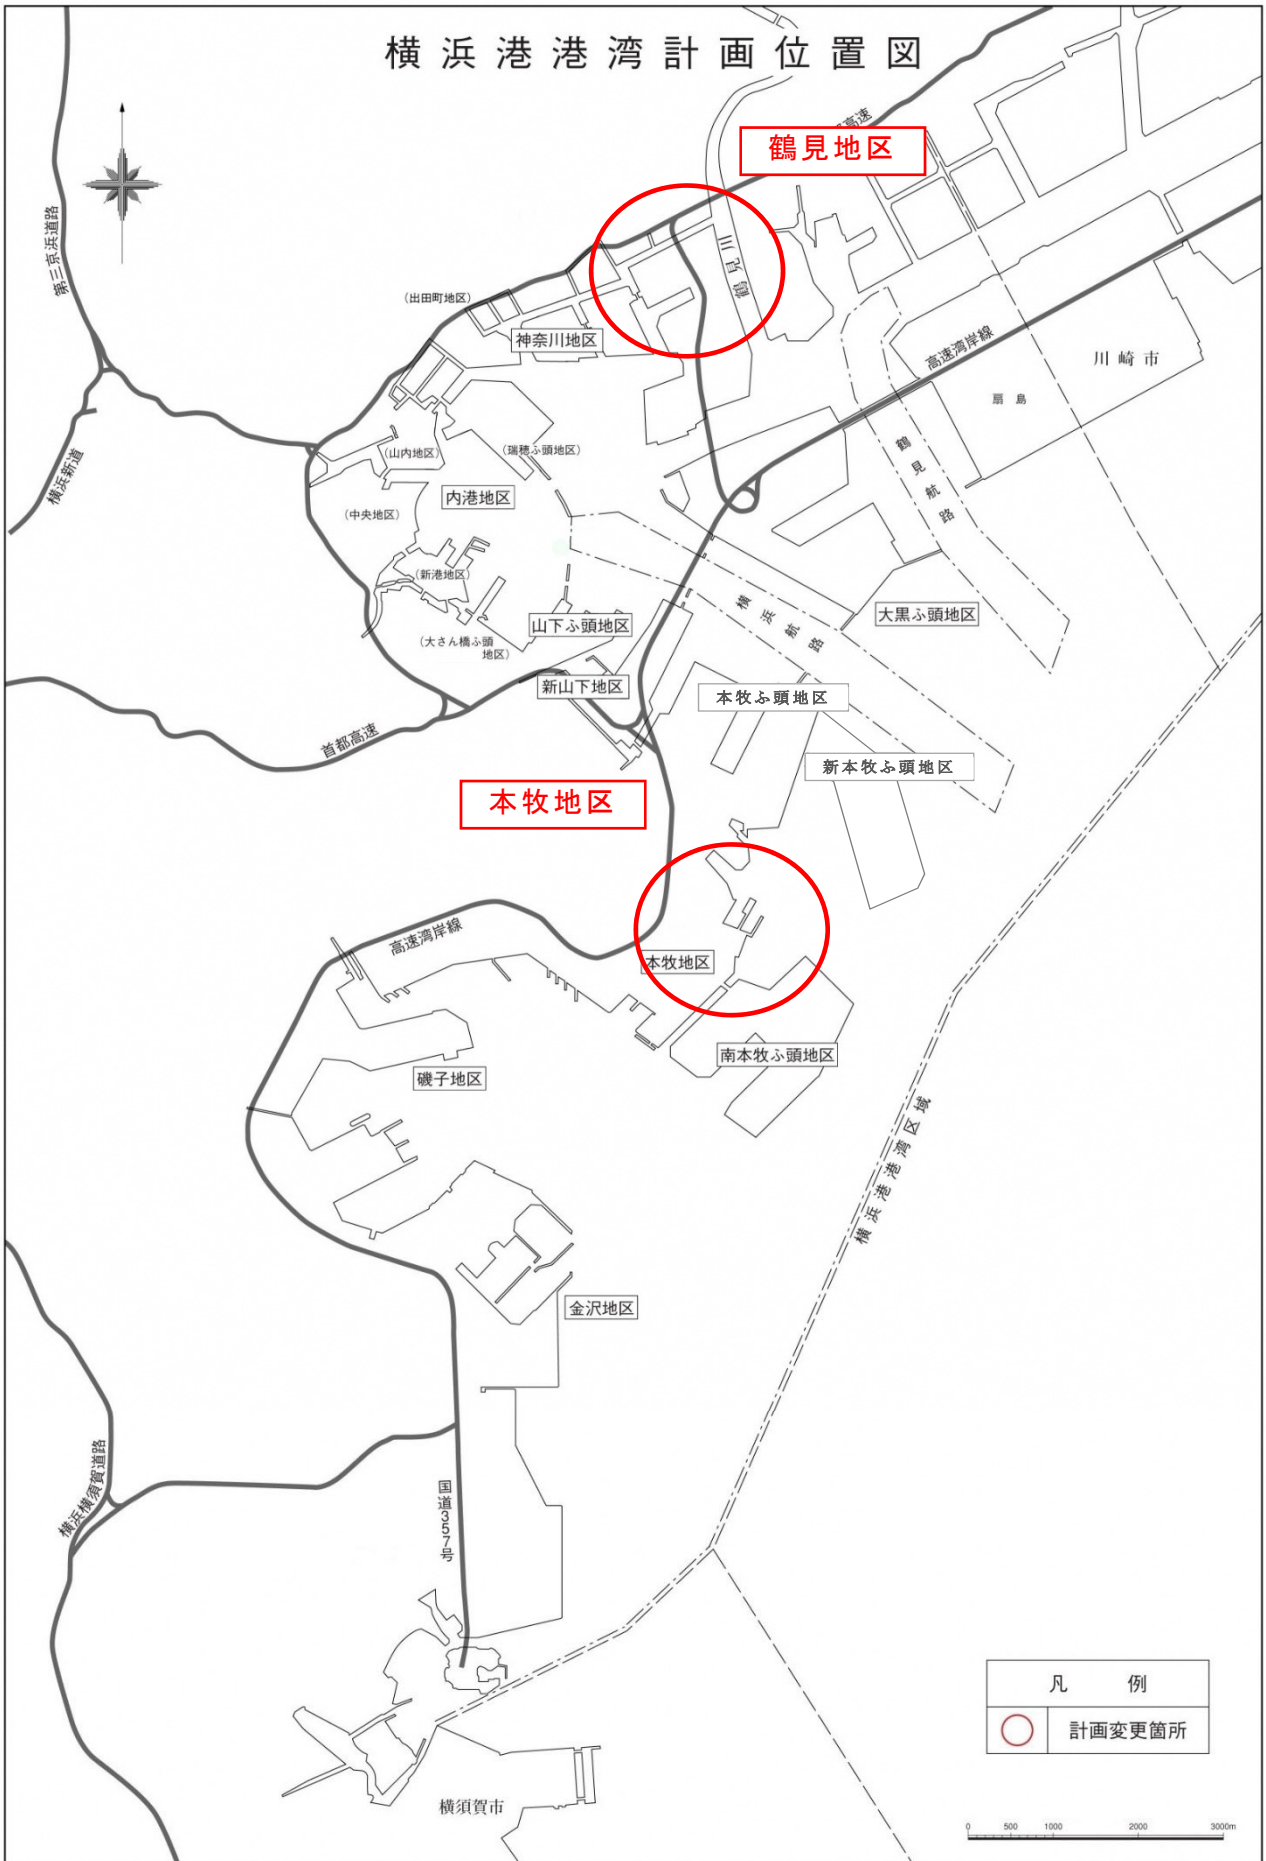 横浜港港湾計画位置図
高速
鶴見地区
第三京浜道路
鶴見川
(出田町地区)
神奈川地区
高速湾岸線
川崎市
扇島
横浜新道
(山内地区)
(瑞穂ふ頭地区)
鶴見航路
内港地区
(中央地区)
(新港地区)
横浜航路
大黒ふ頭地区
山下ふ頭地区
(大さん橋ふ頭
地区)
新山下地区
本牧ふ頭地区
首都高速
新本牧ふ頭地区
本牧地区
高速湾岸線
本牧地区
南本牧ふ頭地区
磯子地区
横浜港港湾区域
金沢地区
横浜横須賀道路
国道357号
凡例
計画変更箇所
横須賀市
0 500 1000 2000 3000m